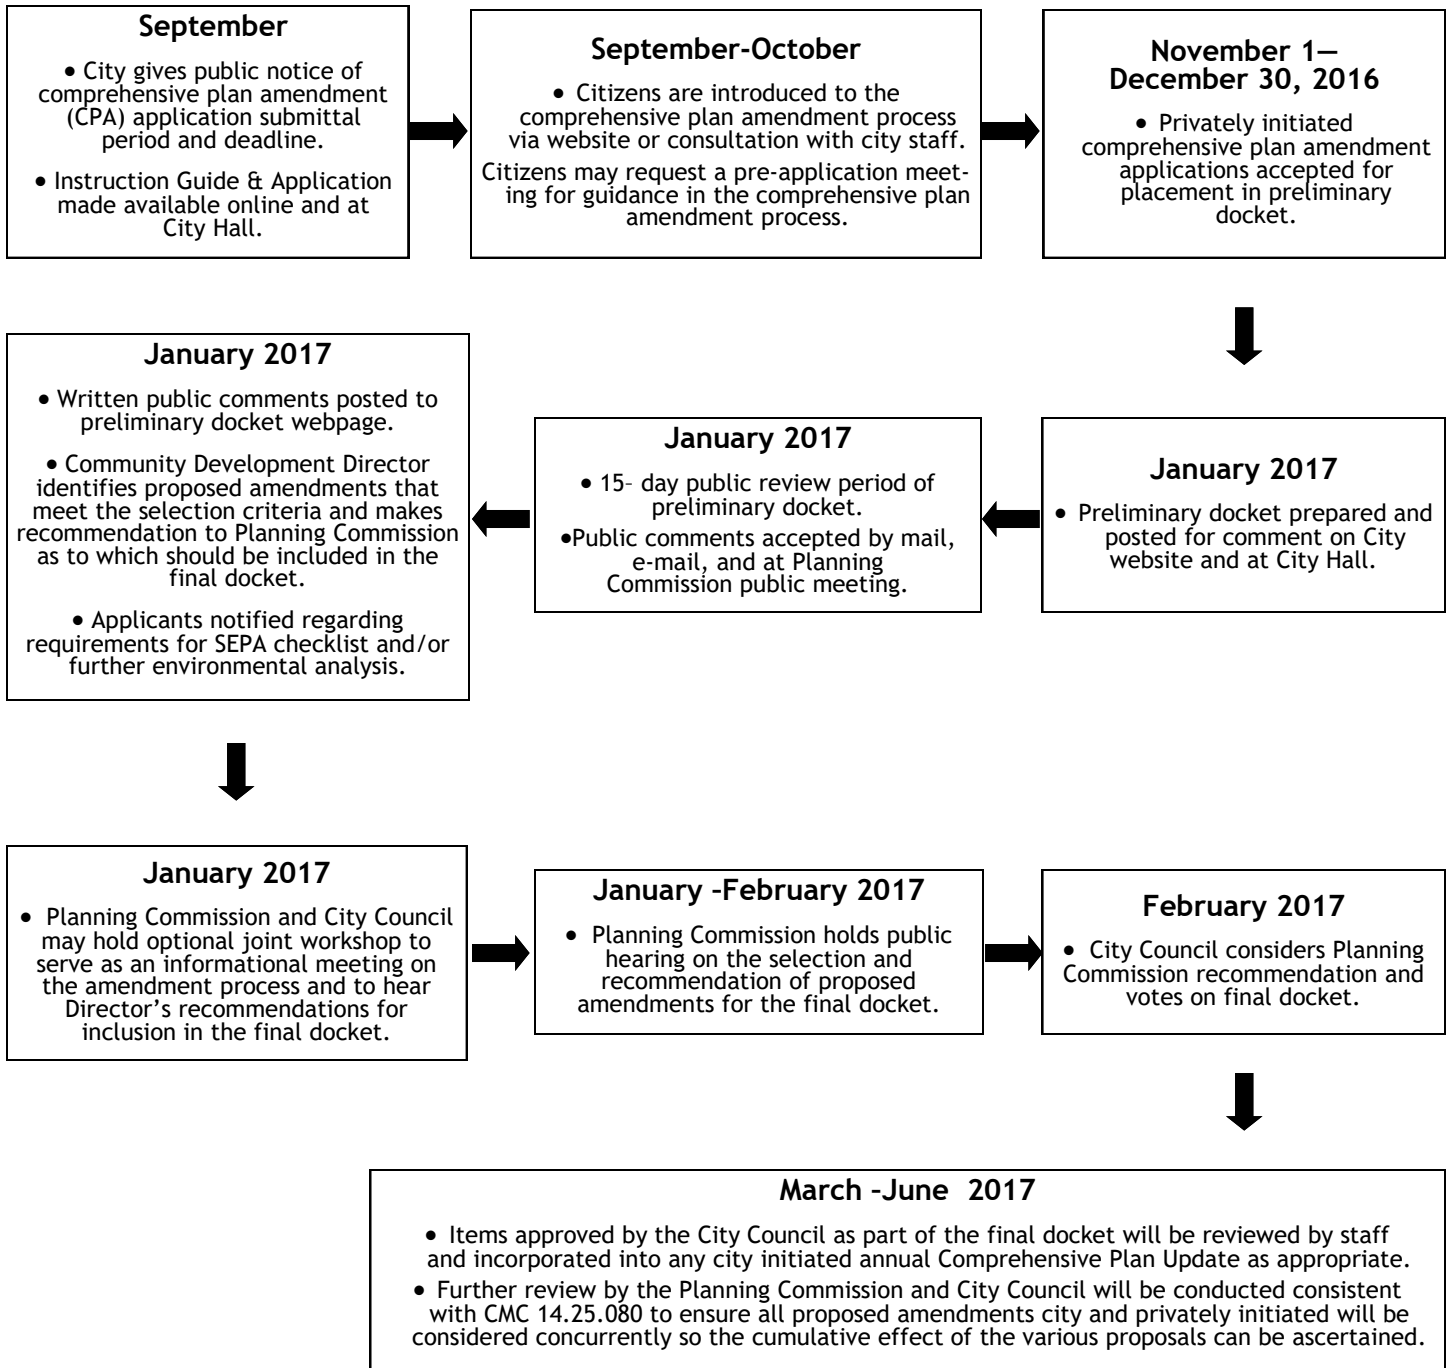 September
• City gives public notice of
comprehensive plan amendment
(CPA) application submittal
period and deadline.
• Instruction Guide & Application
made available online and at
City Hall.
September-October
• Citizens are introduced to the
comprehensive plan amendment process
via website or consultation with city staff.
Citizens may request a pre-application meet-
ing for guidance in the comprehensive plan
amendment process.
November 1—
December 30, 2016
• Privately initiated
comprehensive plan amendment
applications accepted for
placement in preliminary
docket.
January 2017
• Preliminary docket prepared and
posted for comment on City
website and at City Hall.
January 2017
• 15– day public review period of
preliminary docket.
•Public comments accepted by mail,
e-mail, and at Planning
Commission public meeting.
January 2017
• Written public comments posted to
preliminary docket webpage.
• Community Development Director
identifies proposed amendments that
meet the selection criteria and makes
recommendation to Planning Commission
as to which should be included in the
final docket.
• Applicants notified regarding
requirements for SEPA checklist and/or
further environmental analysis.
January 2017
• Planning Commission and City Council
may hold optional joint workshop to
serve as an informational meeting on
the amendment process and to hear
Director’s recommendations for
inclusion in the final docket.
January –February 2017
• Planning Commission holds public
hearing on the selection and
recommendation of proposed
amendments for the final docket.
February 2017
• City Council considers Planning
Commission recommendation and
votes on final docket.
March –June 2017
• Items approved by the City Council as part of the final docket will be reviewed by staff
and incorporated into any city initiated annual Comprehensive Plan Update as appropriate.
• Further review by the Planning Commission and City Council will be conducted consistent
with CMC 14.25.080 to ensure all proposed amendments city and privately initiated will be
considered concurrently so the cumulative effect of the various proposals can be ascertained.